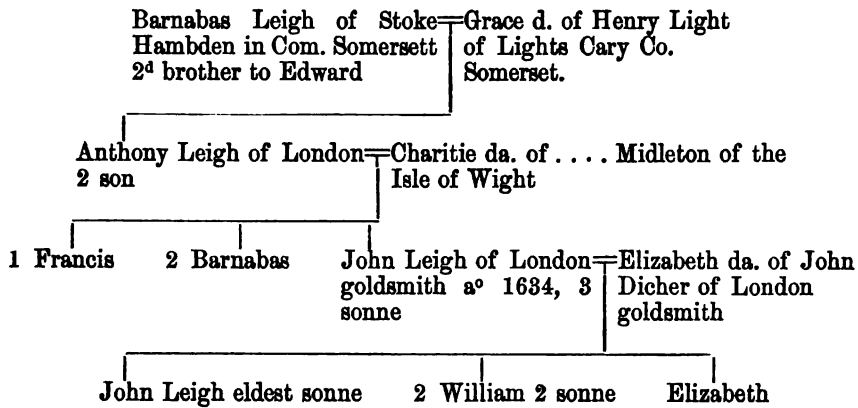 Barnabas Leigh of Stoke=Grace d. of Henry Light
Hambden in Com. Somersett of Lights Cary Co.
2d brother to Edward Somerset.
Anthony Leigh of London=Charitie da. of .... Midleton of the
2 son Isle of Wight
1 Francis 2 Barnabas John Leigh of London=Elizabeth da. of John
goldsmith ao 1634, 3 Dicher of London
sonne goldsmith
John Leigh eldest sonne 2 William 2 sonne Elizabeth